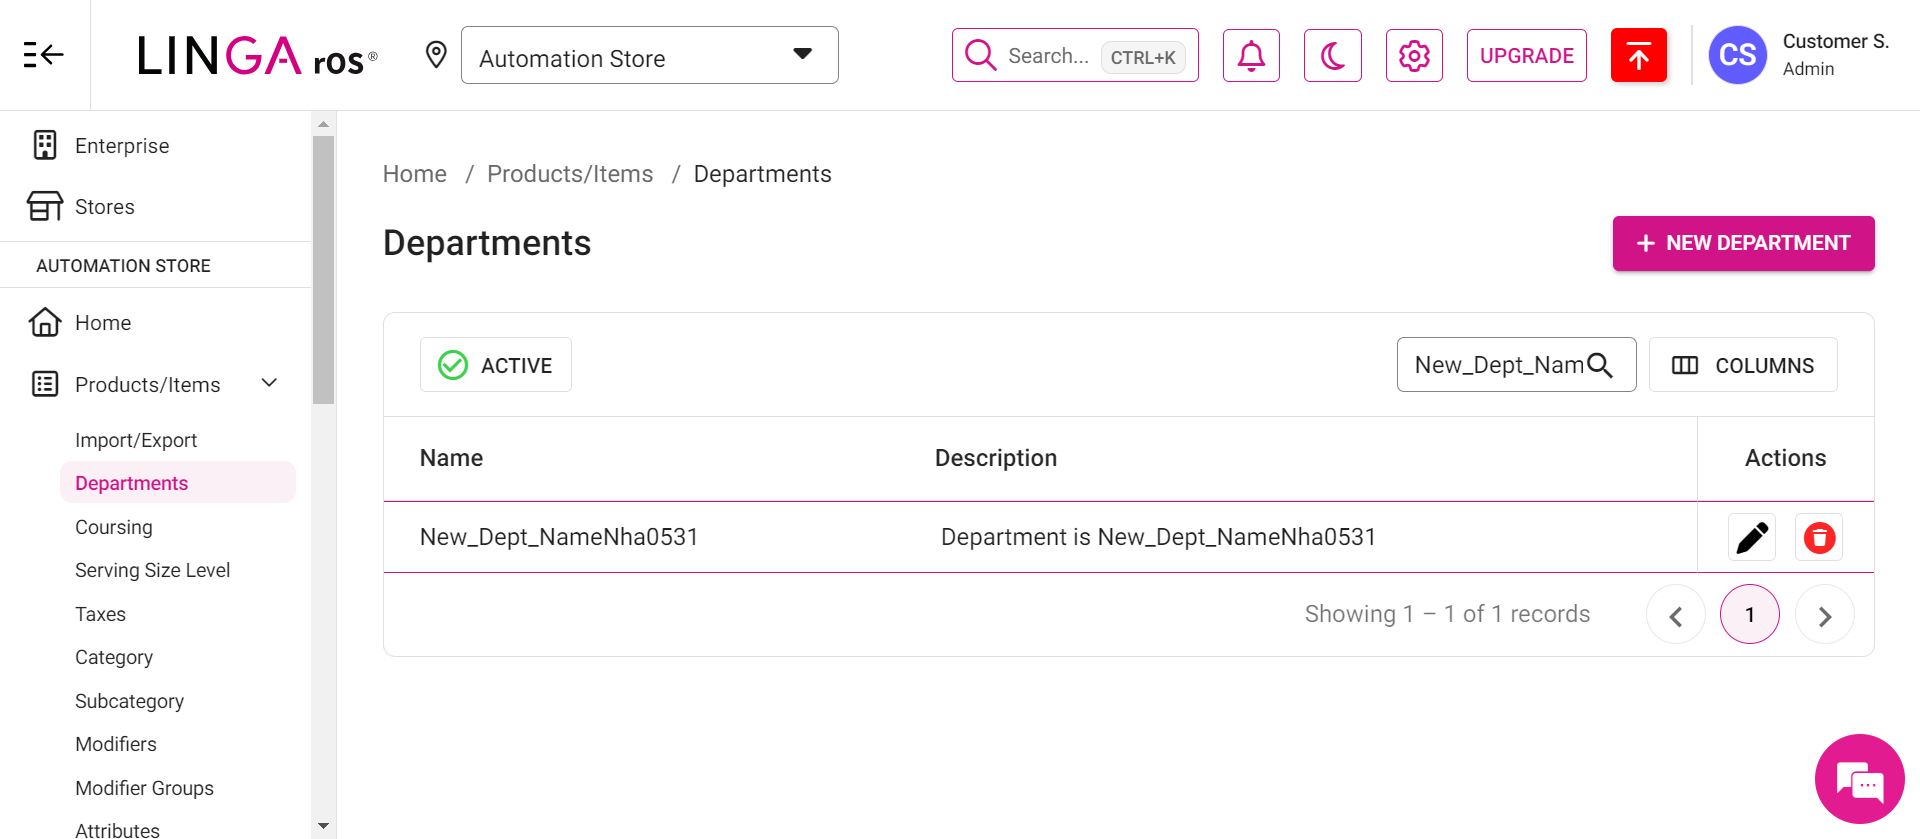 LINGA ros®
Automation Store
Search... CTRL+K
UPGRADE
CS
Customer S.
Admin
Enterprise
Stores
AUTOMATION STORE
Home
Products/Items
Import/Export
Departments
Coursing
Serving Size Level
Taxes
Category
Subcategory
Modifiers
Modifier Groups
Attributes
Home / Products/Items / Departments
Departments
+ NEW DEPARTMENT
ACTIVE
New_Dept_Nam
COLUMNS
Name Description Actions
New_Dept_NameNha0531 Department is New_Dept_NameNha0531
Showing 1 – 1 of 1 records
1